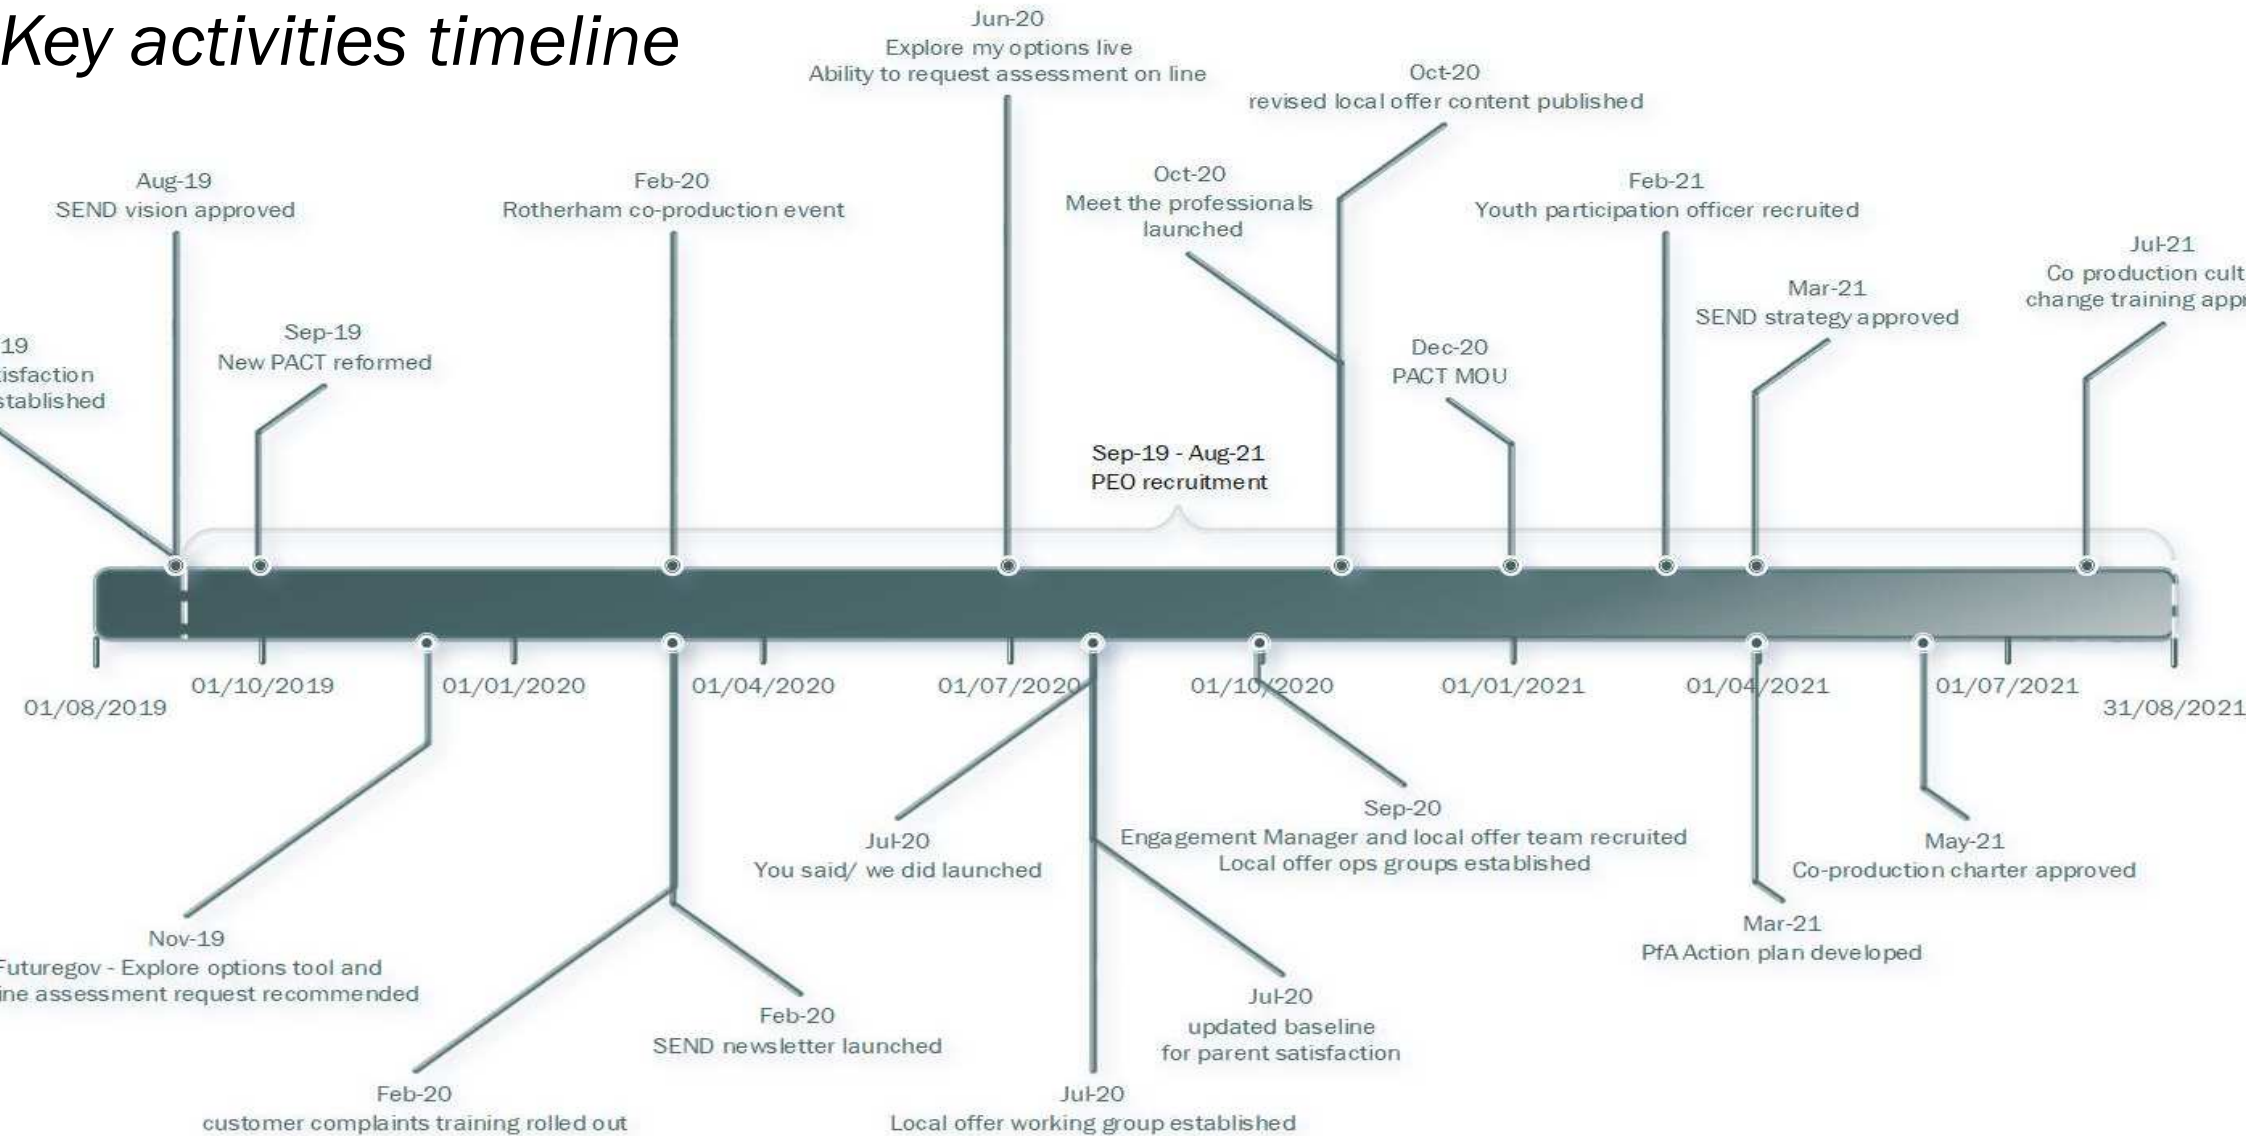 Key activities timeline
Jun-20
Explore my options live
Ability to request assessment on line
Oct-20
revised local offer content published
Aug-19
SEND vision approved
Feb-20
Rotherham co-production event
Oct-20
Meet the professionals
launched
Feb-21
Youth participation officer recruited
Jul-21
Co production
change training
Mar-21
SEND strategy approved
Sep-19
New PACT reformed
19
Dec-20
PACT MOU
Sep-19 - Aug-21
PEO recruitment
01/08/2019
01/10/2019
01/01/2020
01/04/2020
01/07/2020
01/10/2020
01/01/2021
01/04/2021
01/07/2021
31/08/2021
Jul-20
You said/ we did launched
Sep-20
Engagement Manager and local offer team recruited
Local offer ops groups established
May-21
Co-production charter approved
Mar-21
PfA Action plan developed
Nov-19
Futuregov - Explore options tool and
assessment request recommended
Feb-20
SEND newsletter launched
Jul-20
updated baseline
for parent satisfaction
Feb-20
customer complaints training rolled out
Jul-20
Local offer working group established